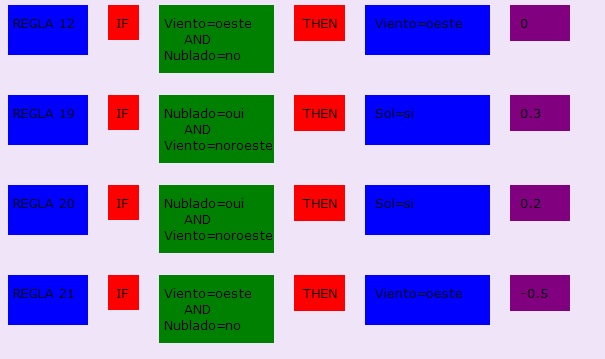 REGLA 12 IF Viento=oeste THEN Viento=oeste 0
AND
Nublado=no
REGLA 19 IF Nublado=oui THEN Sol=si 0.3
AND
Viento=noroeste
REGLA 20 IF Nublado=oui THEN Sol=si 0.2
AND
Viento=noroeste
REGLA 21 IF Viento=oeste THEN Viento=oeste -0.5
AND
Nublado=no